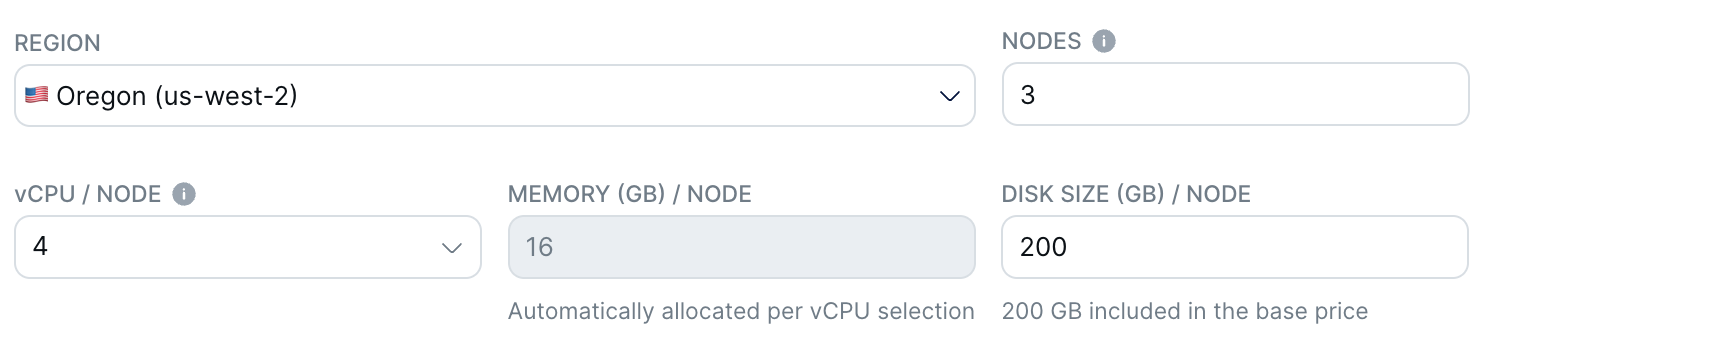 REGION
NODES
Oregon (us-west-2)
3
vCPU / NODE
MEMORY (GB) / NODE
DISK SIZE (GB) / NODE
4
16
200
Automatically allocated per vCPU selection
200 GB included in the base price